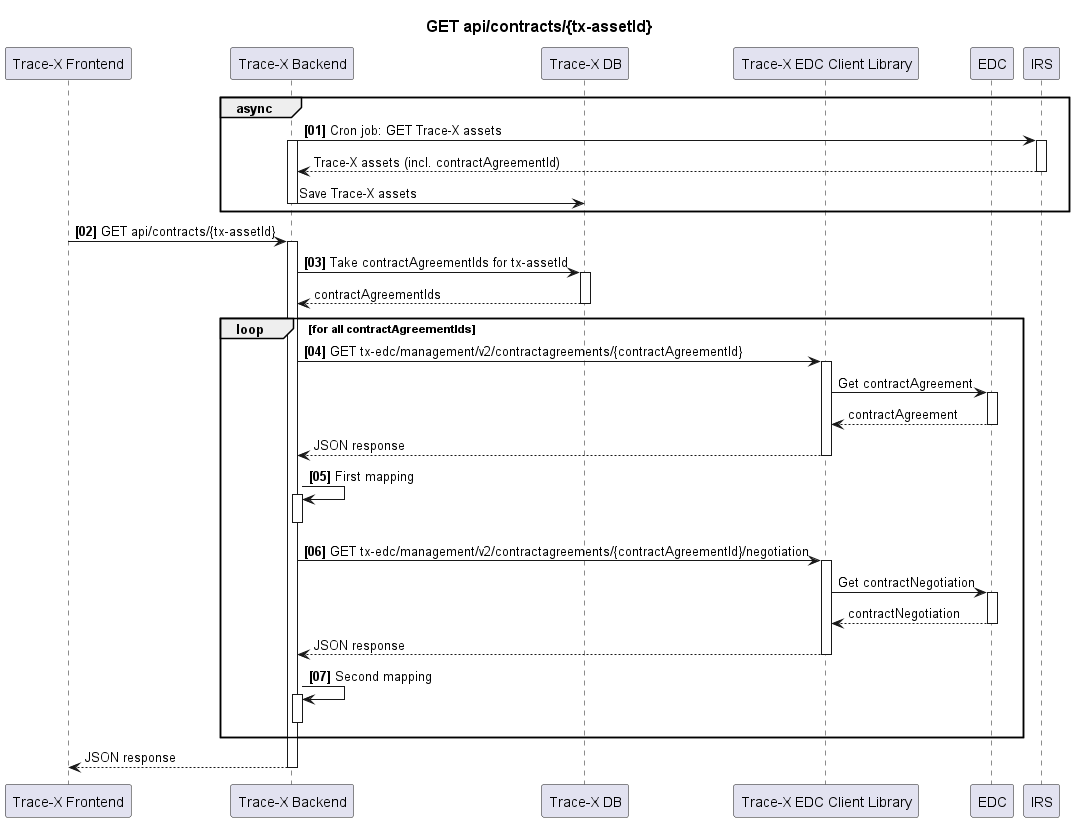 GET api/contracts/{tx-assetId}
Trace-X Frontend
Trace-X Backend
Trace-X DB
Trace-X EDC Client Library
EDC
IRS
async
[01] Cron job: GET Trace-X assets
Trace-X assets (incl. contractAgreementId)
Save Trace-X assets
[02] GET api/contracts/{tx-assetId}
[03] Take contractAgreementIds for tx-assetId
contractAgreementIds
loop
[for all contractAgreementIds]
[04] GET tx-edc/management/v2/contractagreements/{contractAgreementId}
Get contractAgreement
contractAgreement
JSON response
[05] First mapping
[06] GET tx-edc/management/v2/contractagreements/{contractAgreementId}/negotiation
Get contractNegotiation
contractNegotiation
JSON response
[07] Second mapping
JSON response
Trace-X Frontend
Trace-X Backend
Trace-X DB
Trace-X EDC Client Library
EDC
IRS